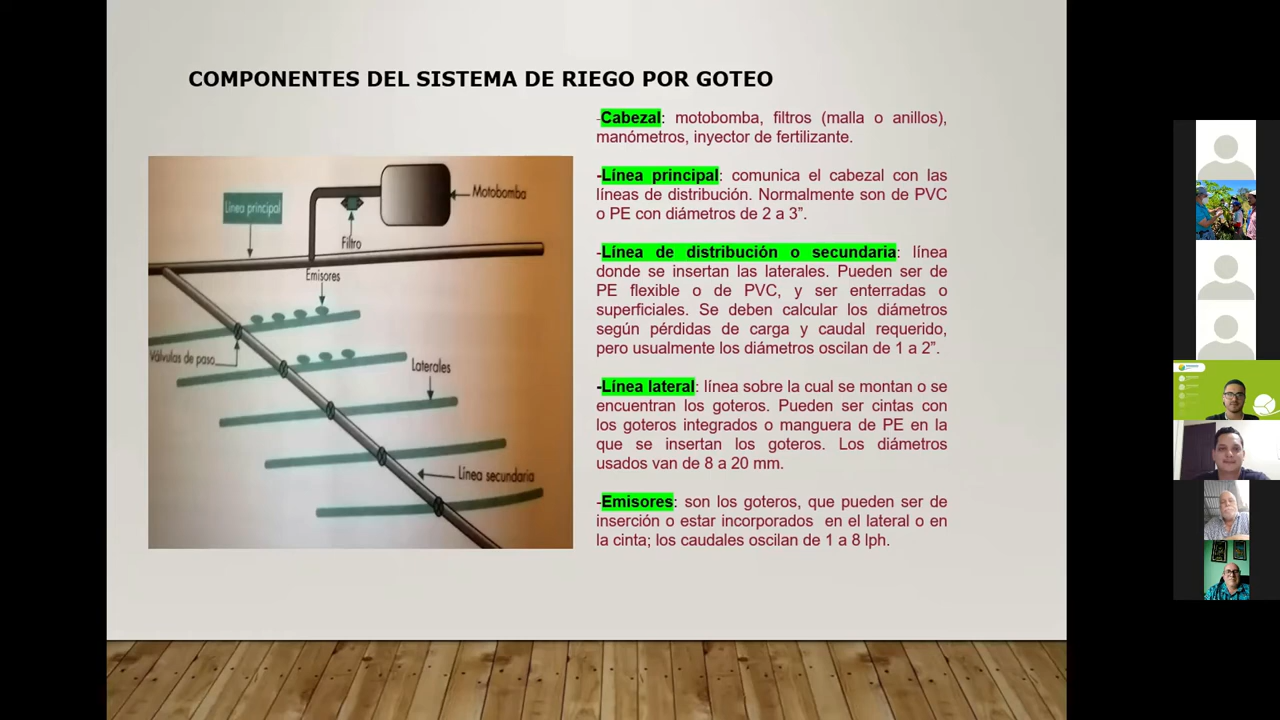 COMPONENTES DEL SISTEMA DE RIEGO POR GOTEO
-Cabezal: motobomba, filtros (malla o anillos),
manómetros, inyector de fertilizante.
-Línea principal: comunica el cabezal con las
líneas de distribución. Normalmente son de PVC
o PE con diámetros de 2 a 3”.
-Línea de distribución o secundaria: línea
donde se insertan las laterales. Pueden ser de
PE flexible o de PVC, y ser enterradas o
superficiales. Se deben calcular los diámetros
según pérdidas de carga y caudal requerido,
pero usualmente los diámetros oscilan de 1 a 2”.
-Línea lateral: línea sobre la cual se montan o se
encuentran los goteros. Pueden ser cintas con
los goteros integrados o manguera de PE en la
que se insertan los goteros. Los diámetros
usados van de 8 a 20 mm.
-Emisores: son los goteros, que pueden ser de
inserción o estar incorporados en el lateral o en
la cinta; los caudales oscilan de 1 a 8 lph.
Motobomba
Línea principal
Filtro
Emisores
Válvulas de paso
Laterales
Línea secundaria